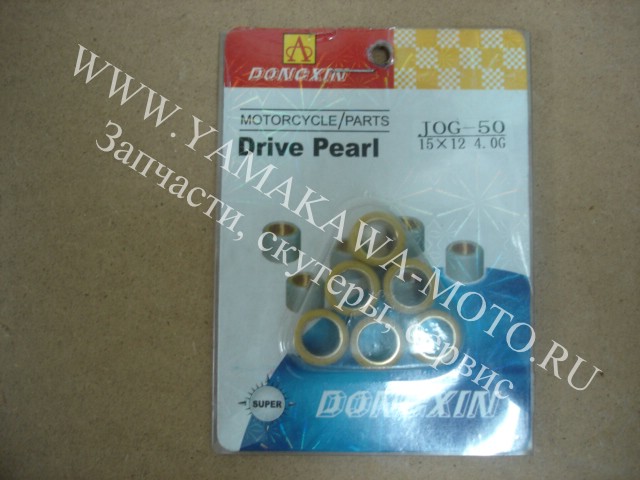 A
DONGXIN
MOTORCYCLE/PARTS
Drive Pearl
JOG-50
15×12 4.0G
WWW.YAMAKAWA-MOTO.RU
Запчасти, скутеры, сервис
SUPER
DONGXIN